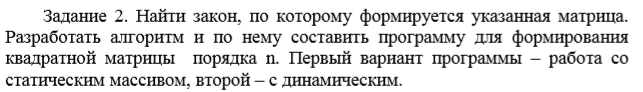 Задание 2. Найти закон, по которому формируется указанная матрица.
Разработать алгоритм и по нему составить программу для формирования
квадратной матрицы порядка n. Первый вариант программы – работа со
статическим массивом, второй – с динамическим.